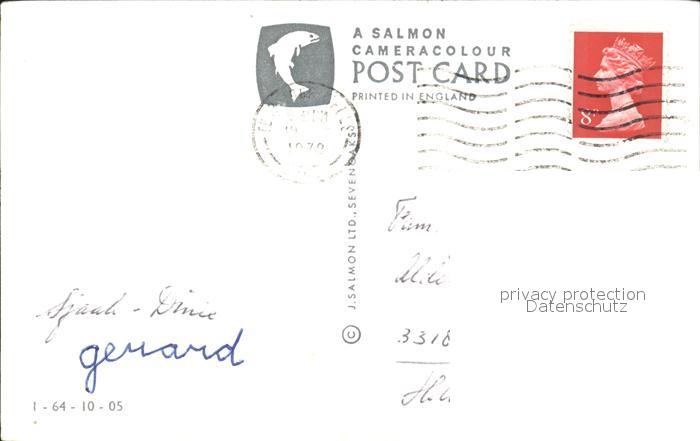 A SALMON
CAMERACOLOUR
POST CARD
PRINTED IN ENGLAND
8P
1979
© J. SALMON LTD., SEVENOAKS
Fam.
privacy protection
Datenschutz
Sjaak - Dinie
gerard
3318
1 - 64 - 10 - 05